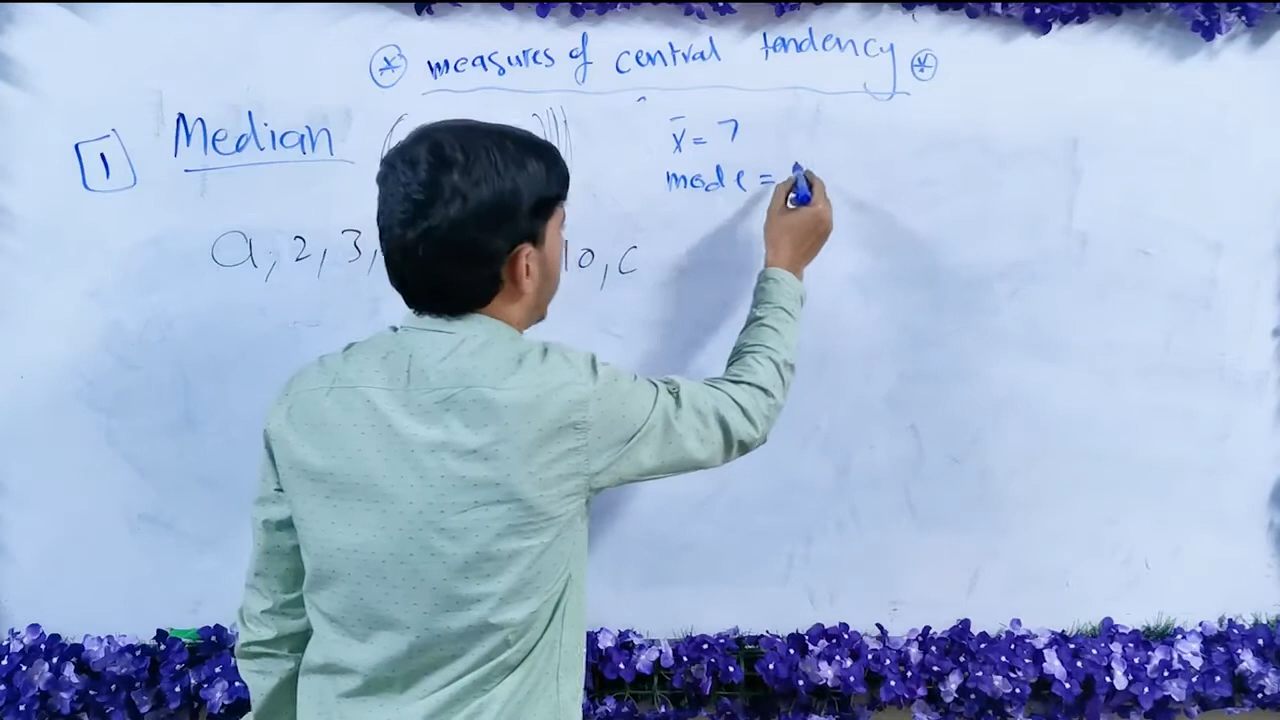 * measures of central tendency *
1 Median
x̄ = 7
mode =
a, 2, 3, 10, c